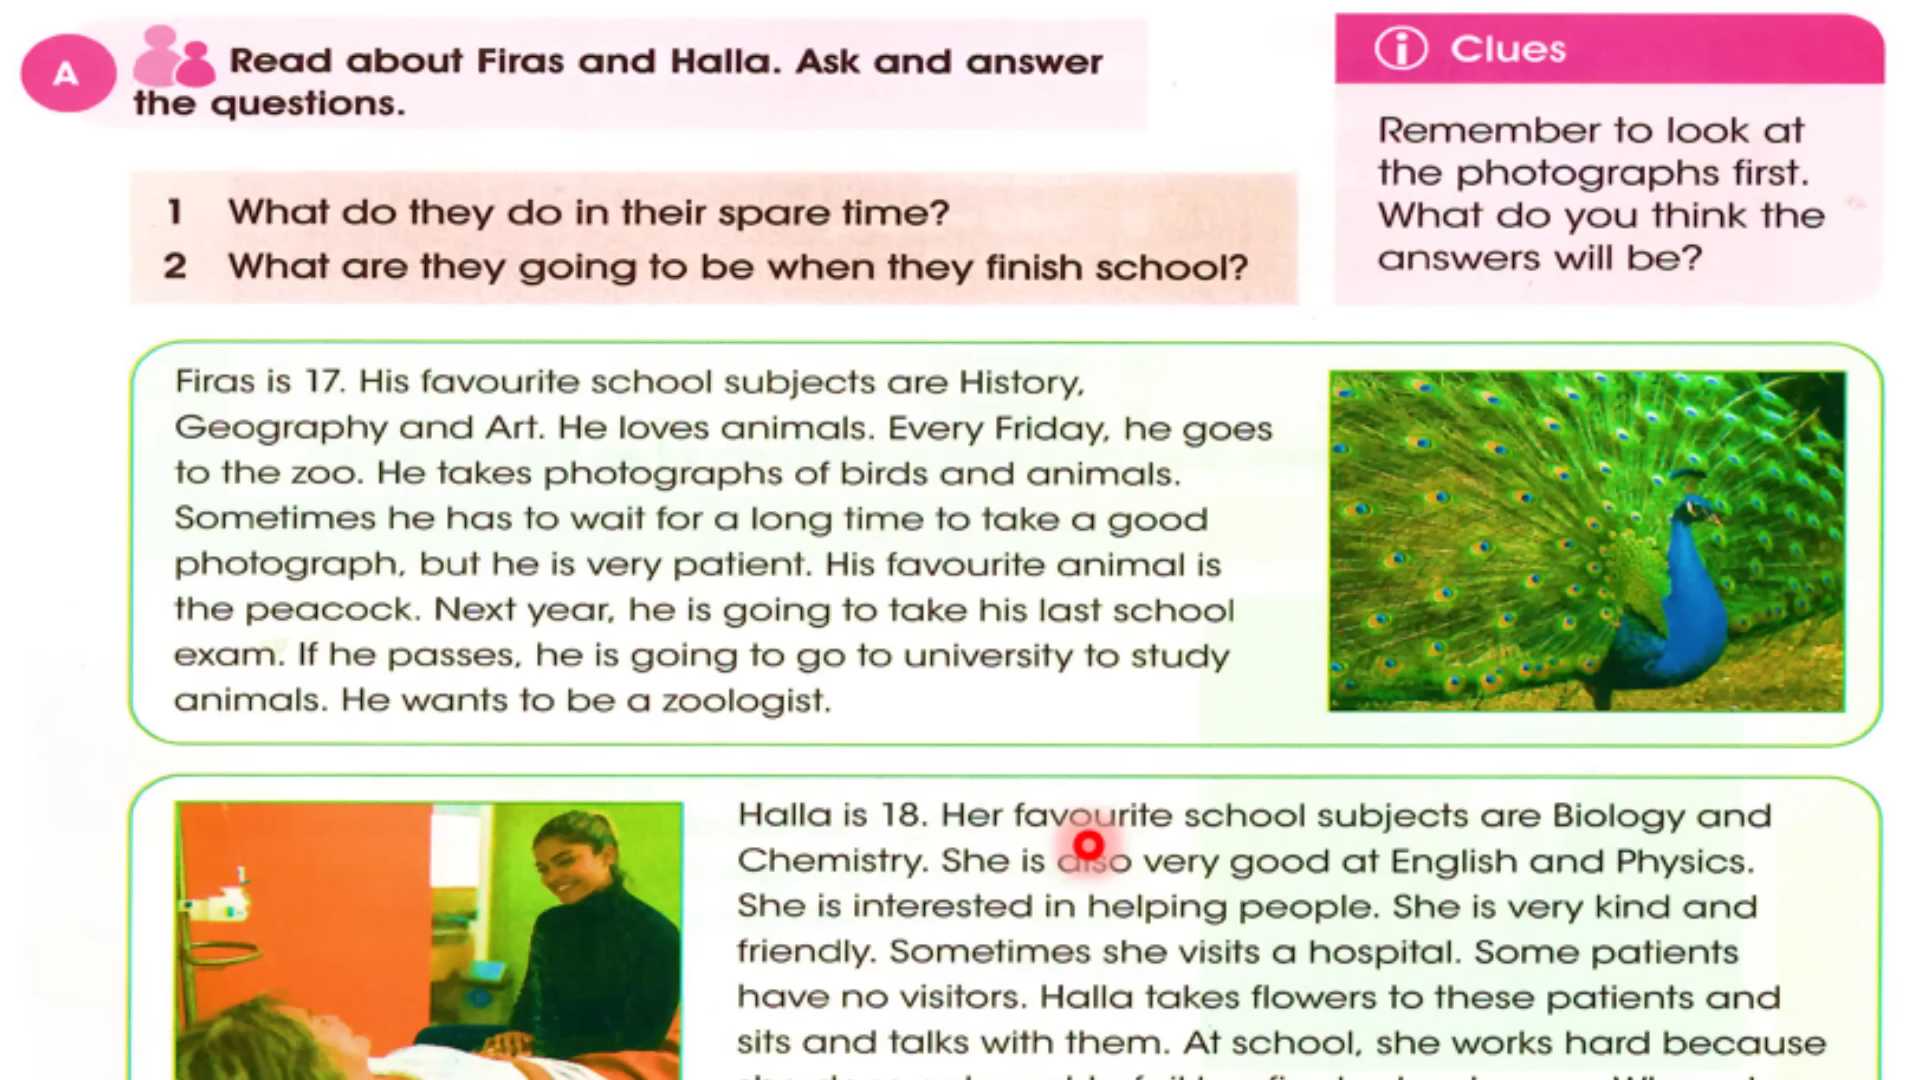 A
Read about Firas and Halla. Ask and answer
the questions.
1 What do they do in their spare time?
2 What are they going to be when they finish school?
Clues
Remember to look at
the photographs first.
What do you think the
answers will be?
Firas is 17. His favourite school subjects are History,
Geography and Art. He loves animals. Every Friday, he goes
to the zoo. He takes photographs of birds and animals.
Sometimes he has to wait for a long time to take a good
photograph, but he is very patient. His favourite animal is
the peacock. Next year, he is going to take his last school
exam. If he passes, he is going to go to university to study
animals. He wants to be a zoologist.
Halla is 18. Her favourite school subjects are Biology and
Chemistry. She is also very good at English and Physics.
She is interested in helping people. She is very kind and
friendly. Sometimes she visits a hospital. Some patients
have no visitors. Halla takes flowers to these patients and
sits and talks with them. At school, she works hard because